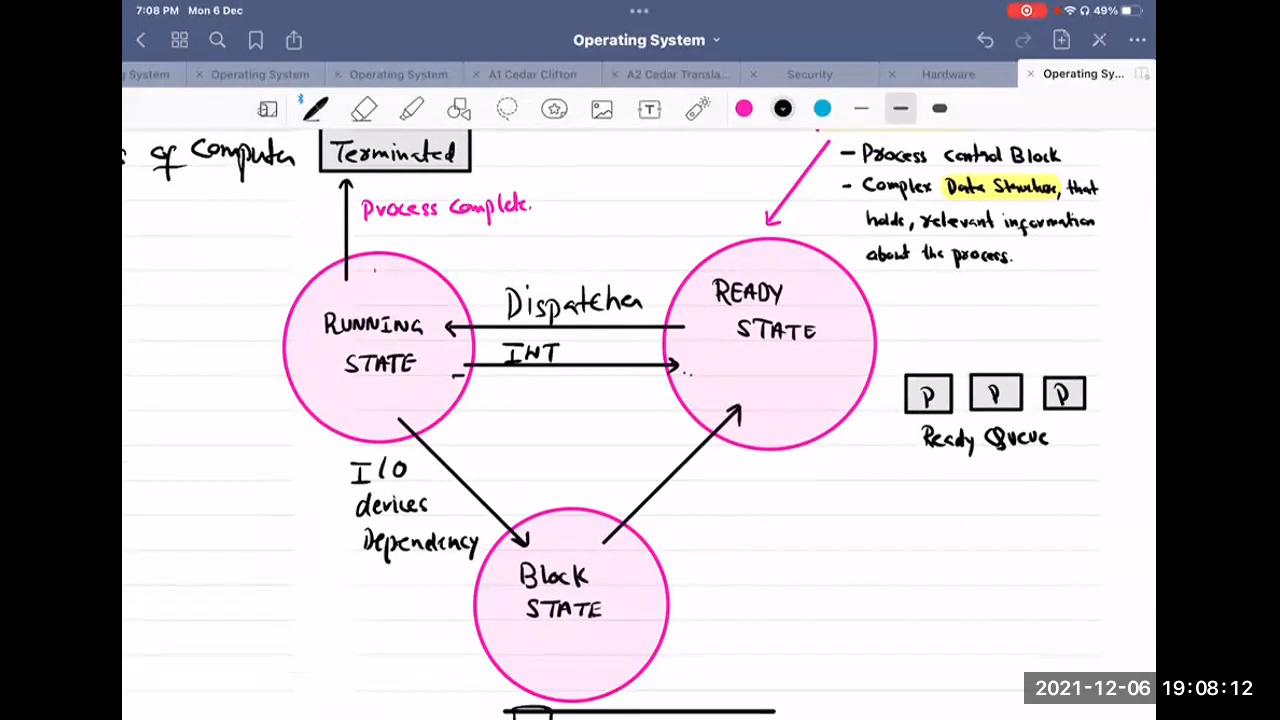 7:08 PM Mon 6 Dec
49%
Operating System
g System
Operating System
Operating System
A1 Cedar Clifton
A2 Cedar Transla...
Security
Hardware
Operating Sy...
of Computer
Terminated
Process Complete.
- Process Control Block
- Complex Data Structure, that
holds, relevant information
about the process.
RUNNING
STATE
Dispatcher
INT
READY
STATE
P P P
Ready Queue
I/O
devices
Dependency
Block
STATE
2021-12-06 19:08:12